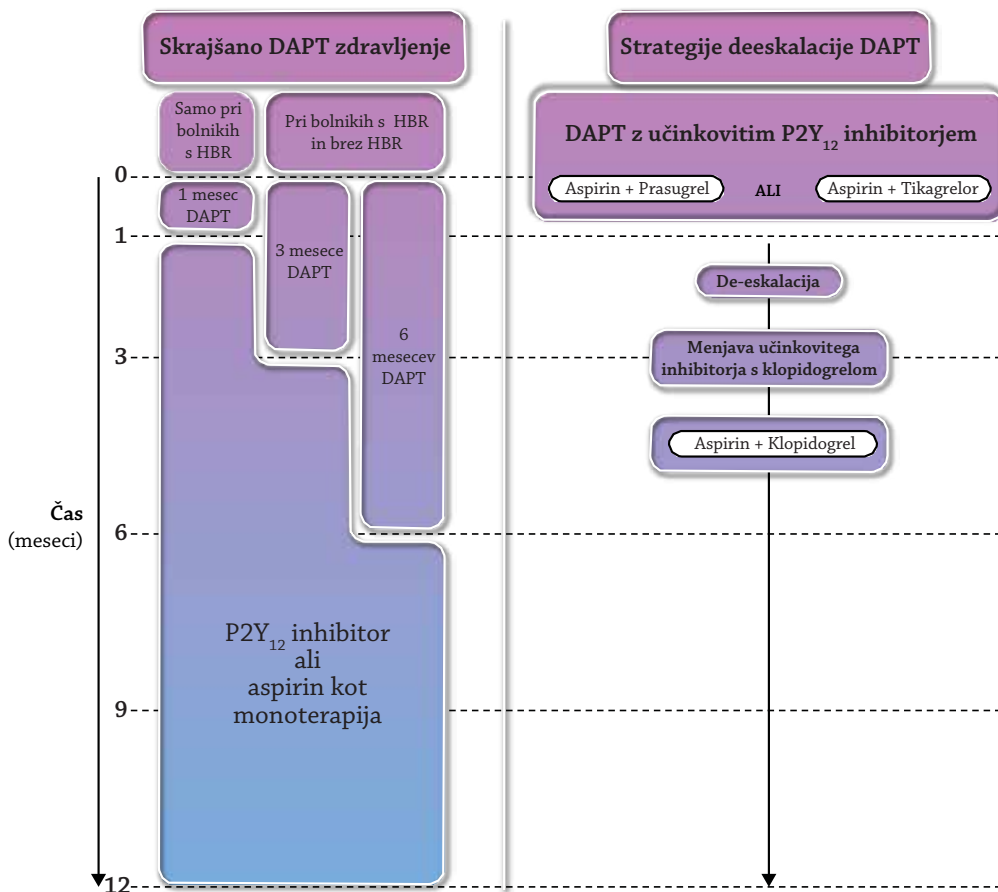 Skrajšano DAPT zdravljenje
Samo pri
bolnikih
s HBR
Pri bolnikih s HBR
in brez HBR
0
1 mesec
DAPT
1
3 mesece
DAPT
3
6
mesecev
DAPT
Čas
(meseci)
6
P2Y₁₂ inhibitor
ali
aspirin kot
monoterapija
9
12
Strategije deeskalacije DAPT
DAPT z učinkovitim P2Y₁₂ inhibitorjem
Aspirin + Prasugrel ALI Aspirin + Tikagrelor
De-eskalacija
Menjava učinkovitega
inhibitorja s klopidogrelom
Aspirin + Klopidogrel